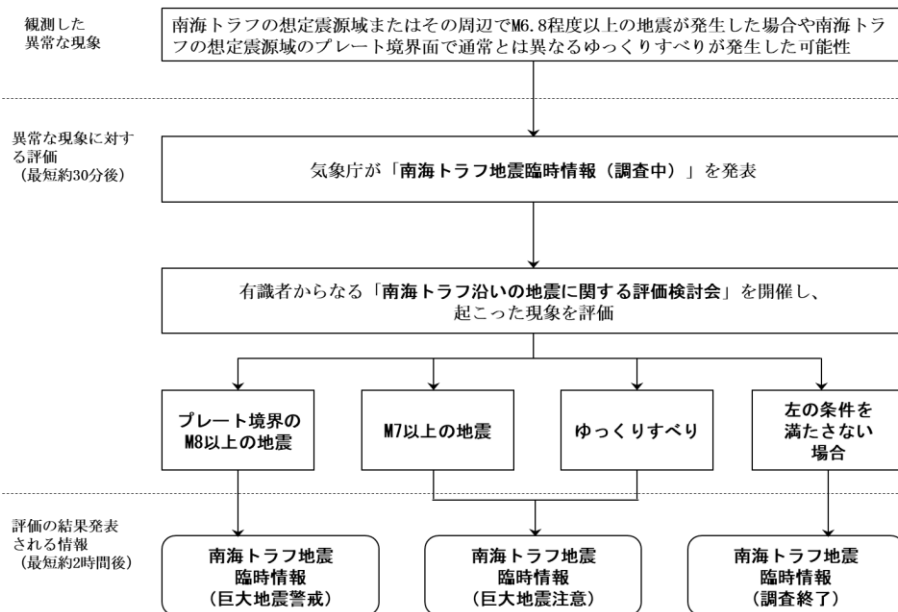 観測した
異常な現象
南海トラフの想定震源域またはその周辺でM6.8程度以上の地震が発生した場合や南海トラ
フの想定震源域のプレート境界面で通常とは異なるゆっくりすべりが発生した可能性
異常な現象に対す
る評価
（最短約30分後）
気象庁が「南海トラフ地震臨時情報（調査中）」を発表
有識者からなる「南海トラフ沿いの地震に関する評価検討会」を開催し、
起こった現象を評価
プレート境界の
M8以上の地震
M7以上の地震
ゆっくりすべり
左の条件を
満たさない
場合
評価の結果発表
される情報
（最短約2時間後）
南海トラフ地震
臨時情報
（巨大地震警戒）
南海トラフ地震
臨時情報
（巨大地震注意）
南海トラフ地震
臨時情報
（調査終了）